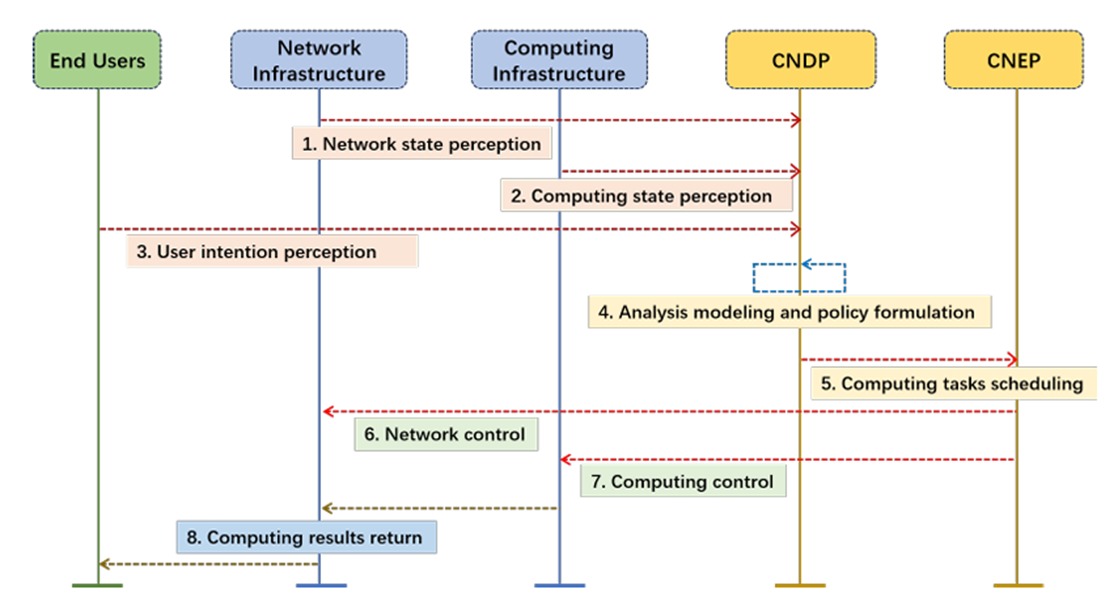 End Users
Network
Infrastructure
Computing
Infrastructure
CNDP
CNEP
1. Network state perception
2. Computing state perception
3. User intention perception
4. Analysis modeling and policy formulation
5. Computing tasks scheduling
6. Network control
7. Computing control
8. Computing results return